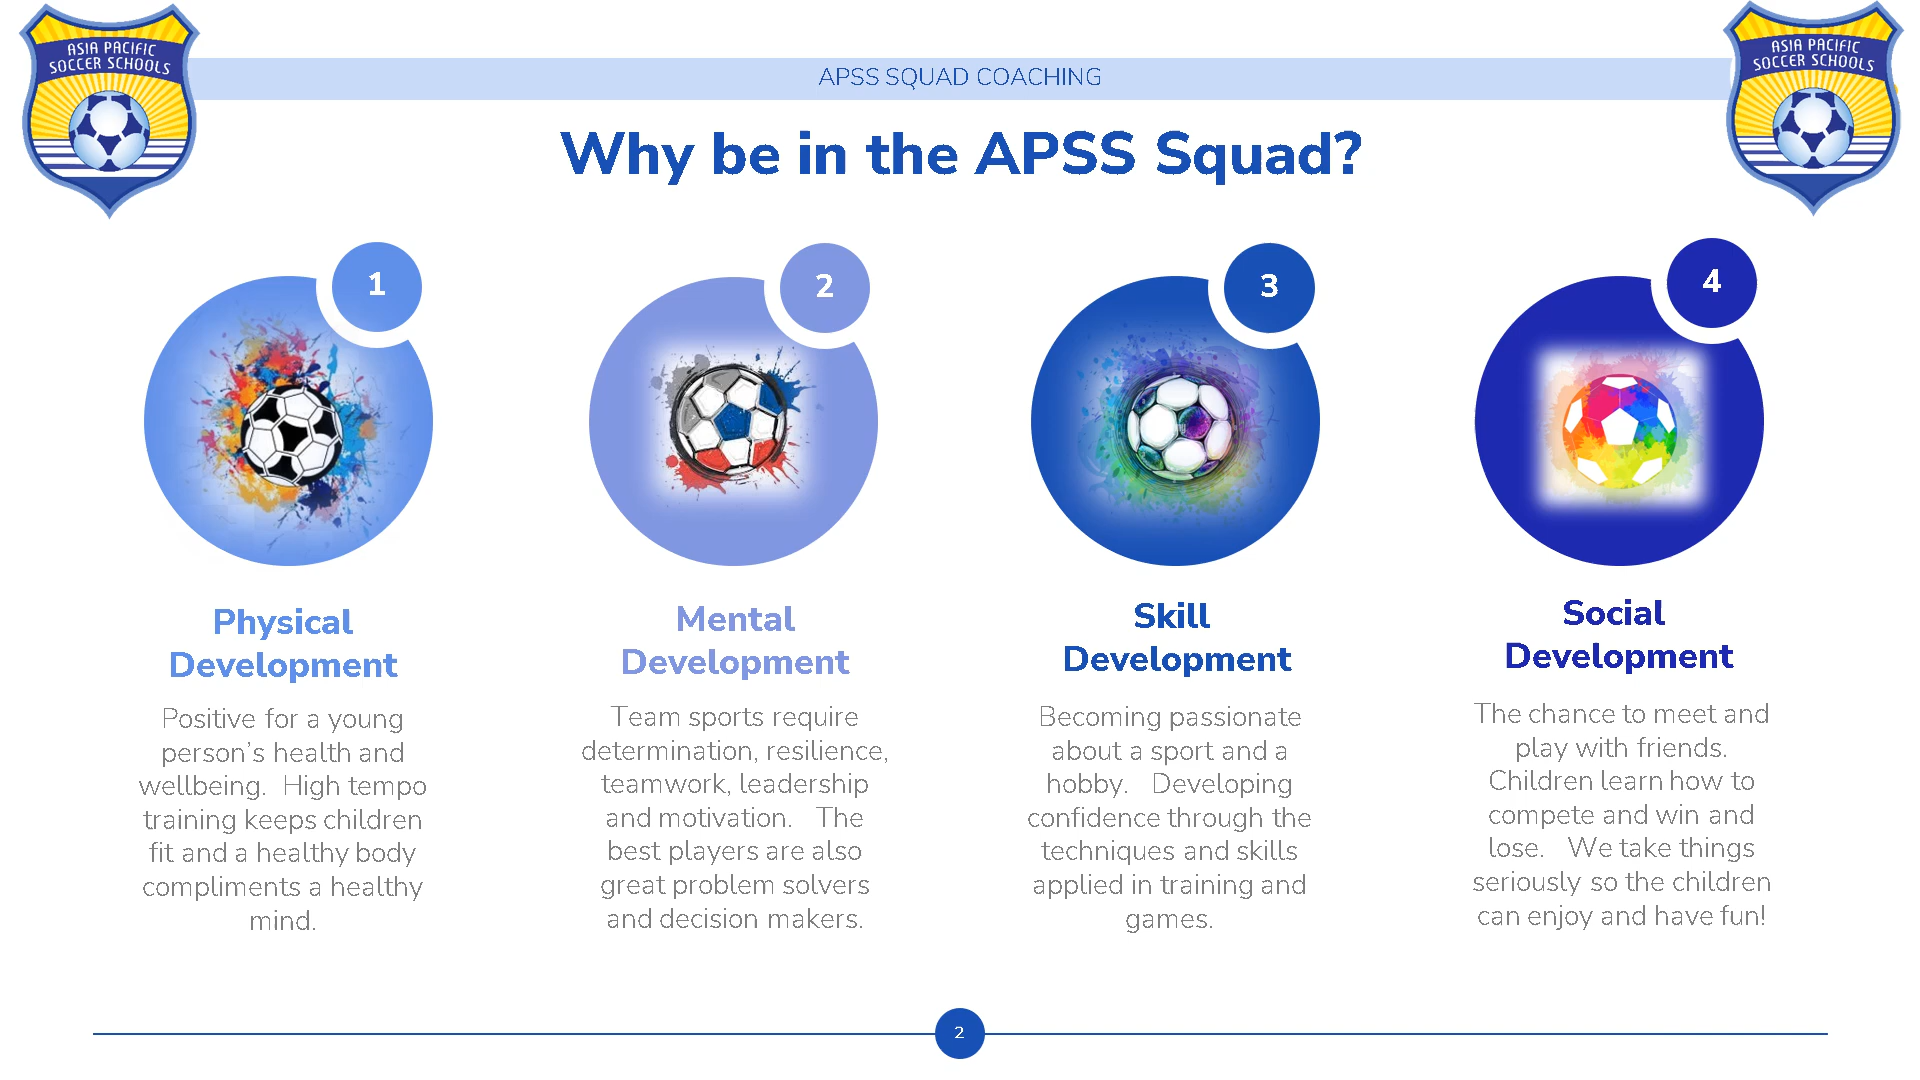 ASIA PACIFIC
SOCCER SCHOOLS
ASIA PACIFIC
SOCCER SCHOOLS
APSS SQUAD COACHING
Why be in the APSS Squad?
1
2
3
4
Physical
Development
Positive for a young
person's health and
wellbeing.  High tempo
training keeps children
fit and a healthy body
compliments a healthy
mind.
Mental
Development
Team sports require
determination, resilience,
teamwork, leadership
and motivation.   The
best players are also
great problem solvers
and decision makers.
Skill
Development
Becoming passionate
about a sport and a
hobby.   Developing
confidence through the
techniques and skills
applied in training and
games.
Social
Development
The chance to meet and
play with friends.
Children learn how to
compete and win and
lose.   We take things
seriously so the children
can enjoy and have fun!
2